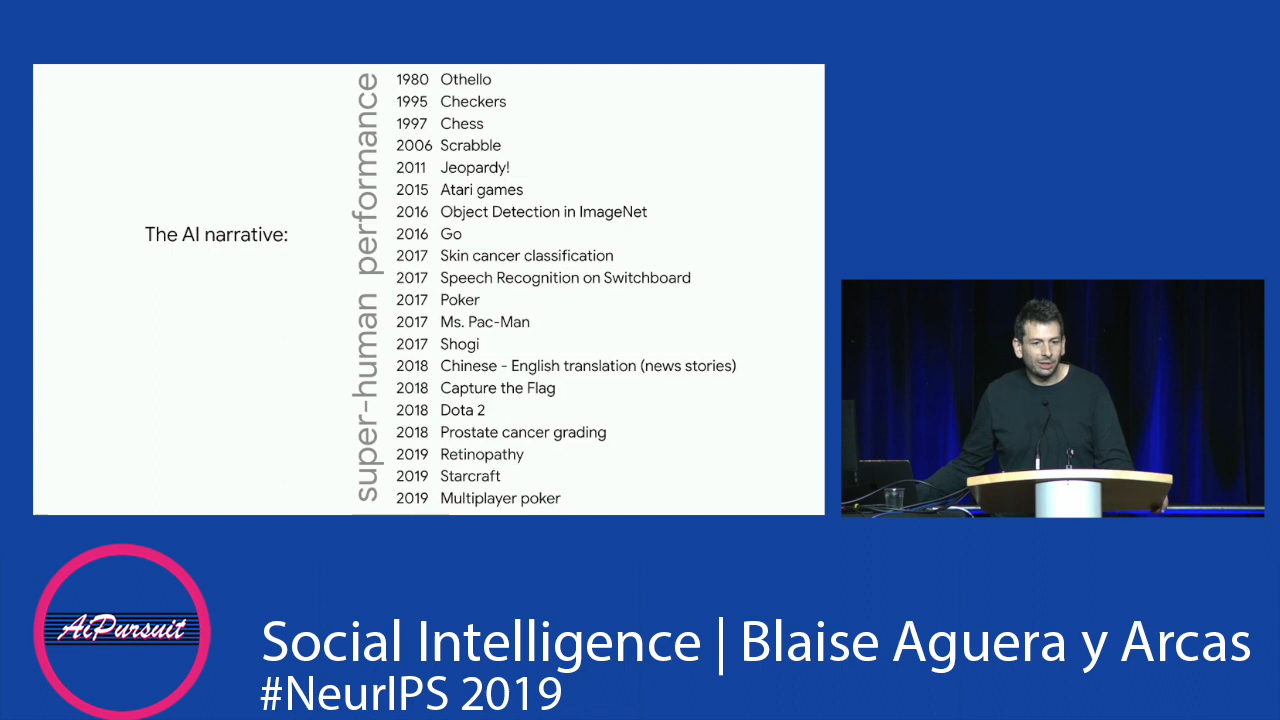 The AI narrative:
super-human performance
1980 Othello
1995 Checkers
1997 Chess
2006 Scrabble
2011 Jeopardy!
2015 Atari games
2016 Object Detection in ImageNet
2016 Go
2017 Skin cancer classification
2017 Speech Recognition on Switchboard
2017 Poker
2017 Ms. Pac-Man
2017 Shogi
2018 Chinese - English translation (news stories)
2018 Capture the Flag
2018 Dota 2
2018 Prostate cancer grading
2019 Retinopathy
2019 Starcraft
2019 Multiplayer poker
AiPursuit
Social Intelligence | Blaise Aguera y Arcas
#NeurIPS 2019